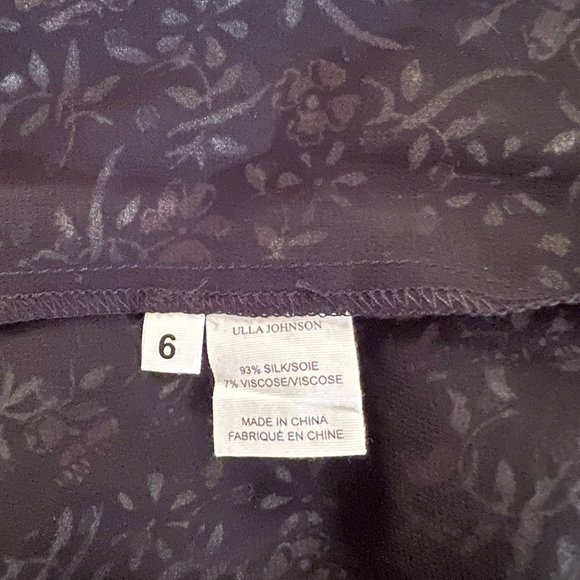 6
ULLA JOHNSON
93% SILK/SOIE
7% VISCOSE/VISCOSE
MADE IN CHINA
FABRIQUÉ EN CHINE